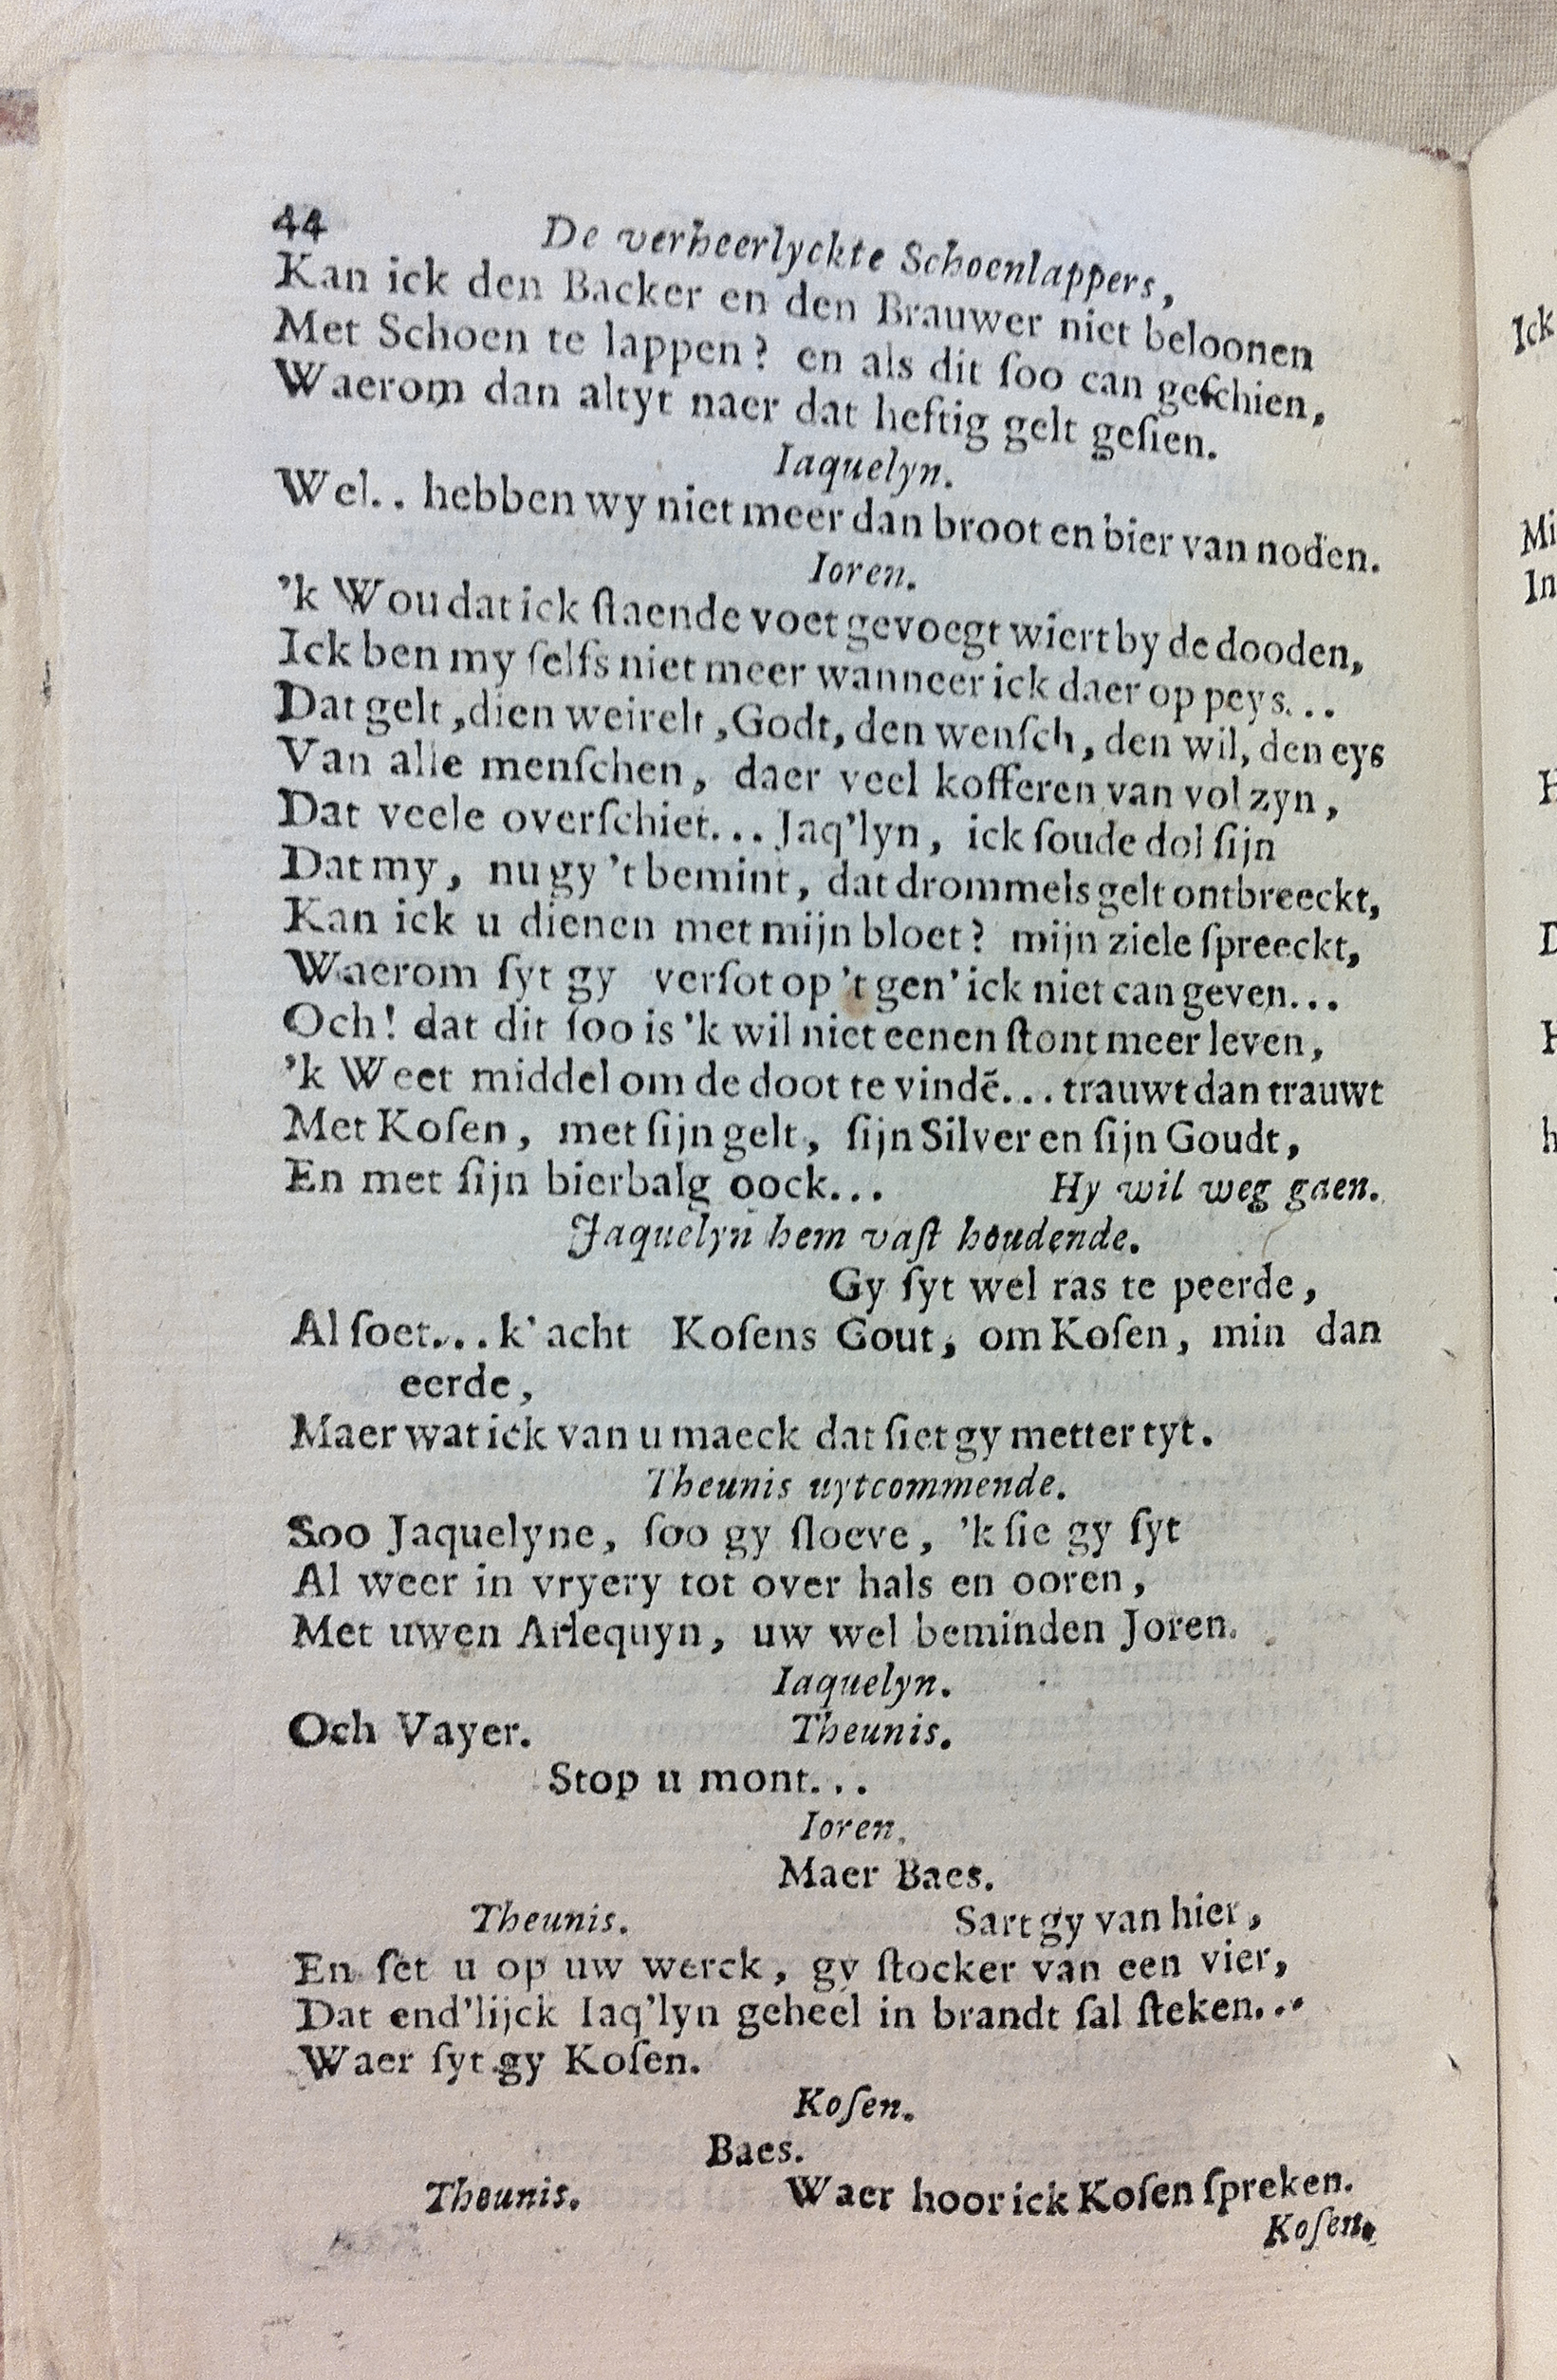 44 De verheerlyckte Schoenlappers,
Kan ick den Backer en den Brauwer niet beloonen
Met Schoen te lappen? en als dit ſoo can geſchien,
Waerom dan altyt naer dat heftig gelt geſien.
Iaquelyn.
Wel.. hebben wy niet meer dan broot en bier van noden.
Ioren.
'k Wou dat ick ſtaende voet gevoegt wiert by de dooden,
Ick ben my ſelfs niet meer wanneer ick daer op peys...
Dat gelt, dien weirelt, Godt, den wenſch, den wil, den eys
Van alle menſchen, daer veel kofferen van vol zyn,
Dat veele overſchiet... Jaq'lyn, ick ſoude dol ſijn
Dat my, nu gy 't bemint, dat drommels gelt ontbreeckt,
Kan ick u dienen met mijn bloet? mijn ziele ſpreeckt,
Waerom ſyt gy verſot op 't gen' ick niet can geven...
Och! dat dit ſoo is 'k wil niet eenen ſtont meer leven,
'k Weet middel om de doot te vindē... trauwt dan trauwt
Met Koſen, met ſijn gelt, ſijn Silver en ſijn Goudt,
En met ſijn bierbalg oock... Hy wil weg gaen.
Jaquelyn hem vaſt houdende.
Gy ſyt wel ras te peerde,
Al ſoet... k' acht Koſens Gout, om Koſen, min dan
eerde,
Maer wat ick van u maeck dat ſiet gy metter tyt.
Theunis uytcommende.
Soo Jaquelyne, ſoo gy ſloeve, 'k ſie gy ſyt
Al weer in vryery tot over hals en ooren,
Met uwen Arlequyn, uw wel beminden Joren.
Iaquelyn.
Och Vayer. Theunis.
Stop u mont...
Ioren.
Maer Baes.
Theunis. Sart gy van hier,
En ſet u op uw werck, gy ſtocker van een vier,
Dat end'lijck Iaq'lyn geheel in brandt ſal ſteken...
Waer ſyt gy Koſen.
Koſen.
Baes.
Theunis. Waer hoor ick Koſen ſpreken.
Koſen.
Ick
Mi
In
H
D
H
h